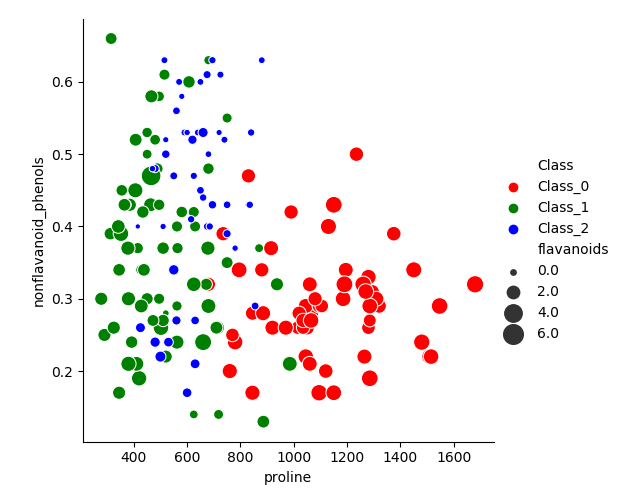 nonflavanoid_phenols
0.6
0.5
0.4
0.3
0.2
400 600 800 1000 1200 1400 1600
proline
Class
Class_0
Class_1
Class_2
flavanoids
0.0
2.0
4.0
6.0